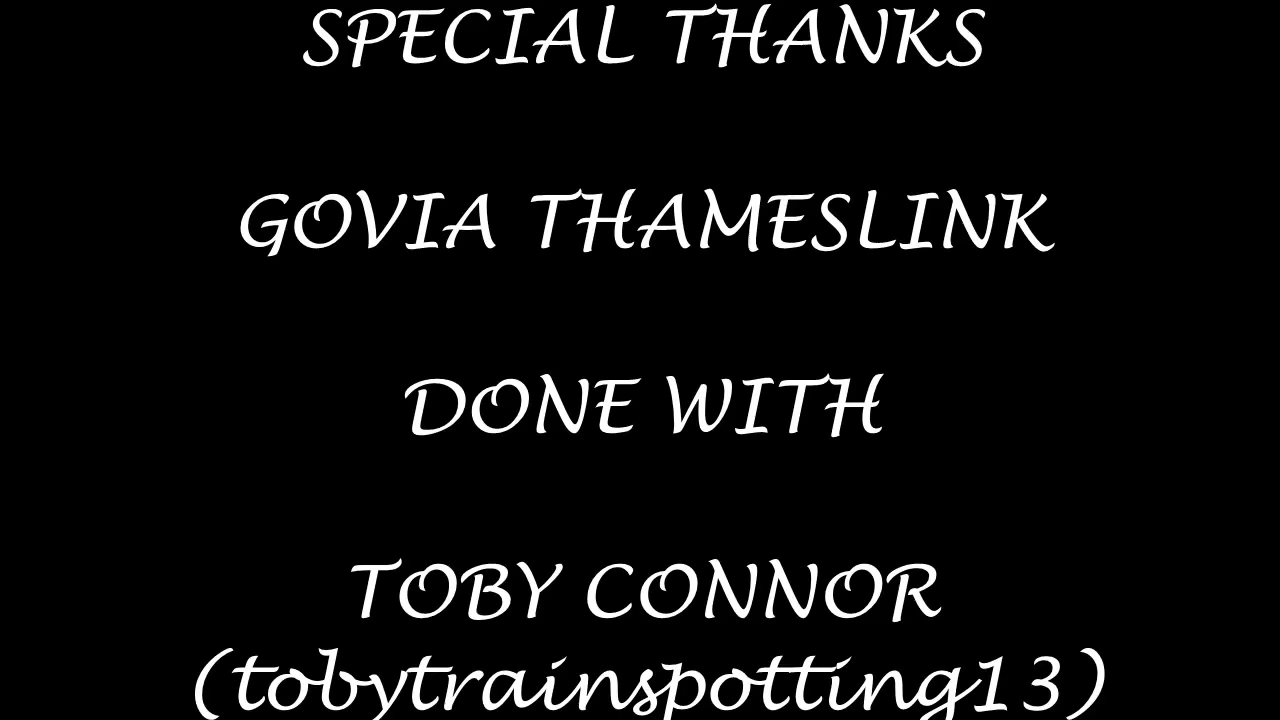 SPECIAL THANKS
GOVIA THAMESLINK
DONE WITH
TOBY CONNOR
(tobytrainspotting13)